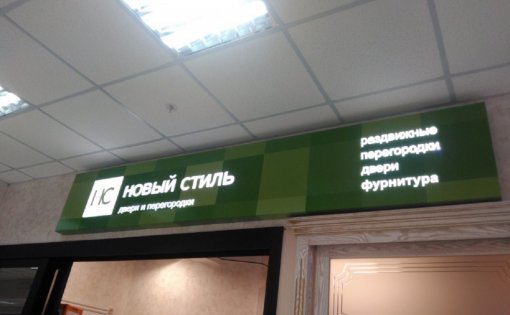 НС
НОВЫЙ СТИЛЬ
двери и перегородки
раздвижные
перегородки
двери
фурнитура